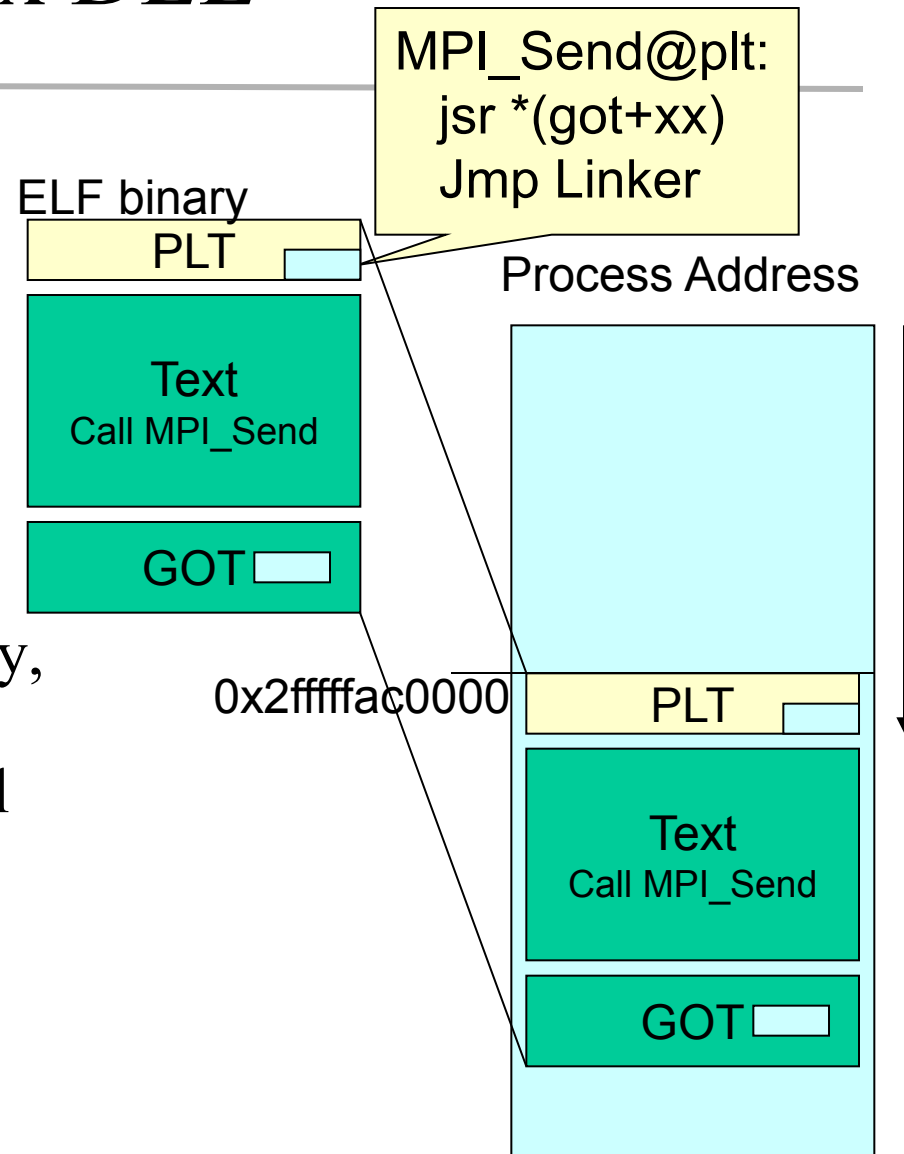 DLL
MPI_Send@plt:
jsr *(got+xx)
Jmp Linker
ELF binary
PLT
Text
Call MPI_Send
GOT
y,
Process Address
0x2fffffac0000
PLT
Text
Call MPI_Send
GOT